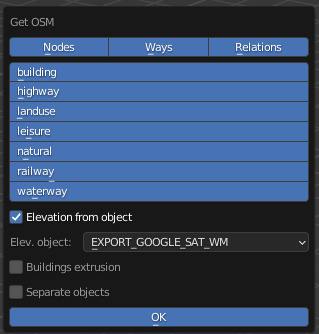 Get OSM
Nodes Ways Relations
building
highway
landuse
leisure
natural
railway
waterway
Elevation from object
Elev. object: EXPORT_GOOGLE_SAT_WM
Buildings extrusion
Separate objects
OK